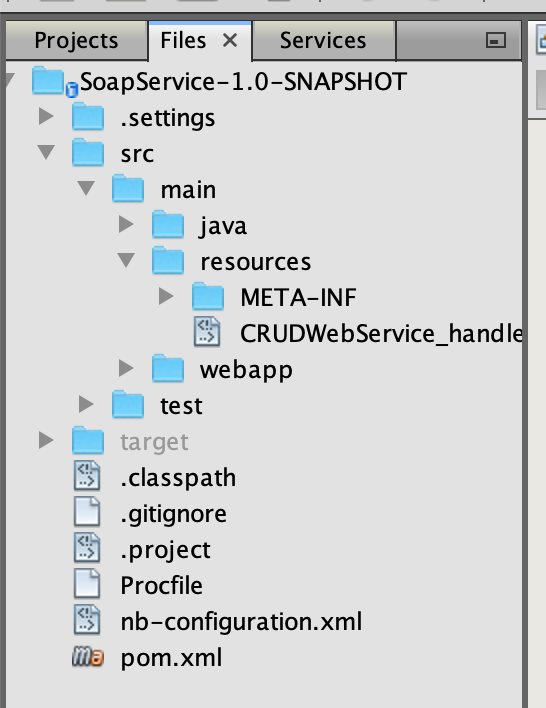 Projects Files Services
SoapService-1.0-SNAPSHOT
.settings
src
main
java
resources
META-INF
CRUDWebService_handle
webapp
test
target
.classpath
.gitignore
.project
Procfile
nb-configuration.xml
pom.xml